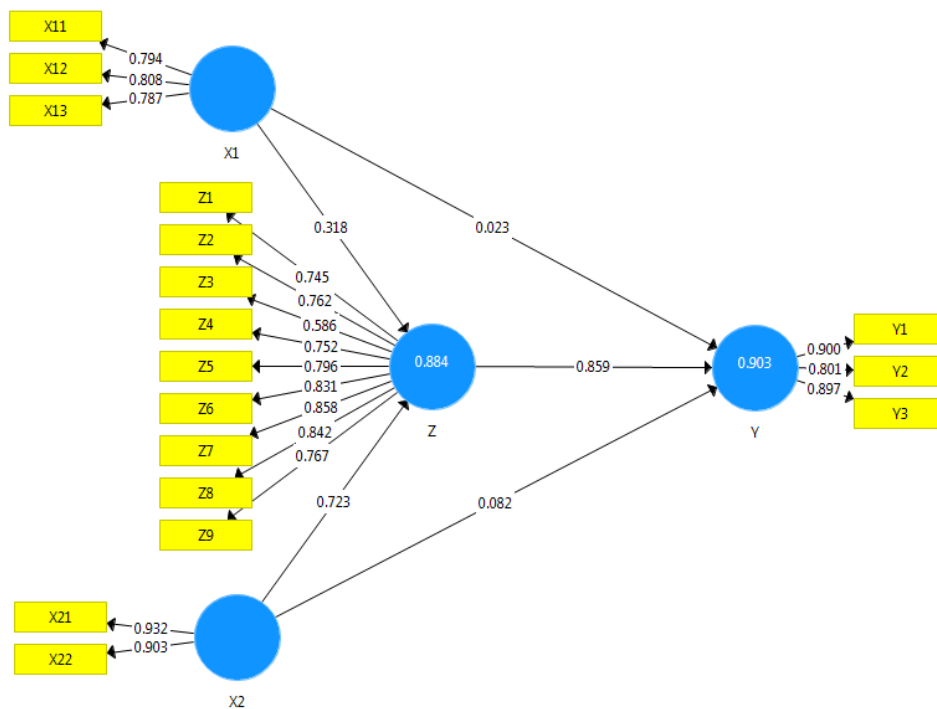 X11
X12
X13
0.794
0.808
0.787
X1
Z1
Z2
Z3
Z4
Z5
Z6
Z7
Z8
Z9
0.318
0.023
0.745
0.762
0.586
0.752
0.796
0.831
0.858
0.842
0.767
0.884
Z
0.859
0.903
Y
0.900
0.801
0.897
Y1
Y2
Y3
0.723
0.082
X21
X22
0.932
0.903
X2